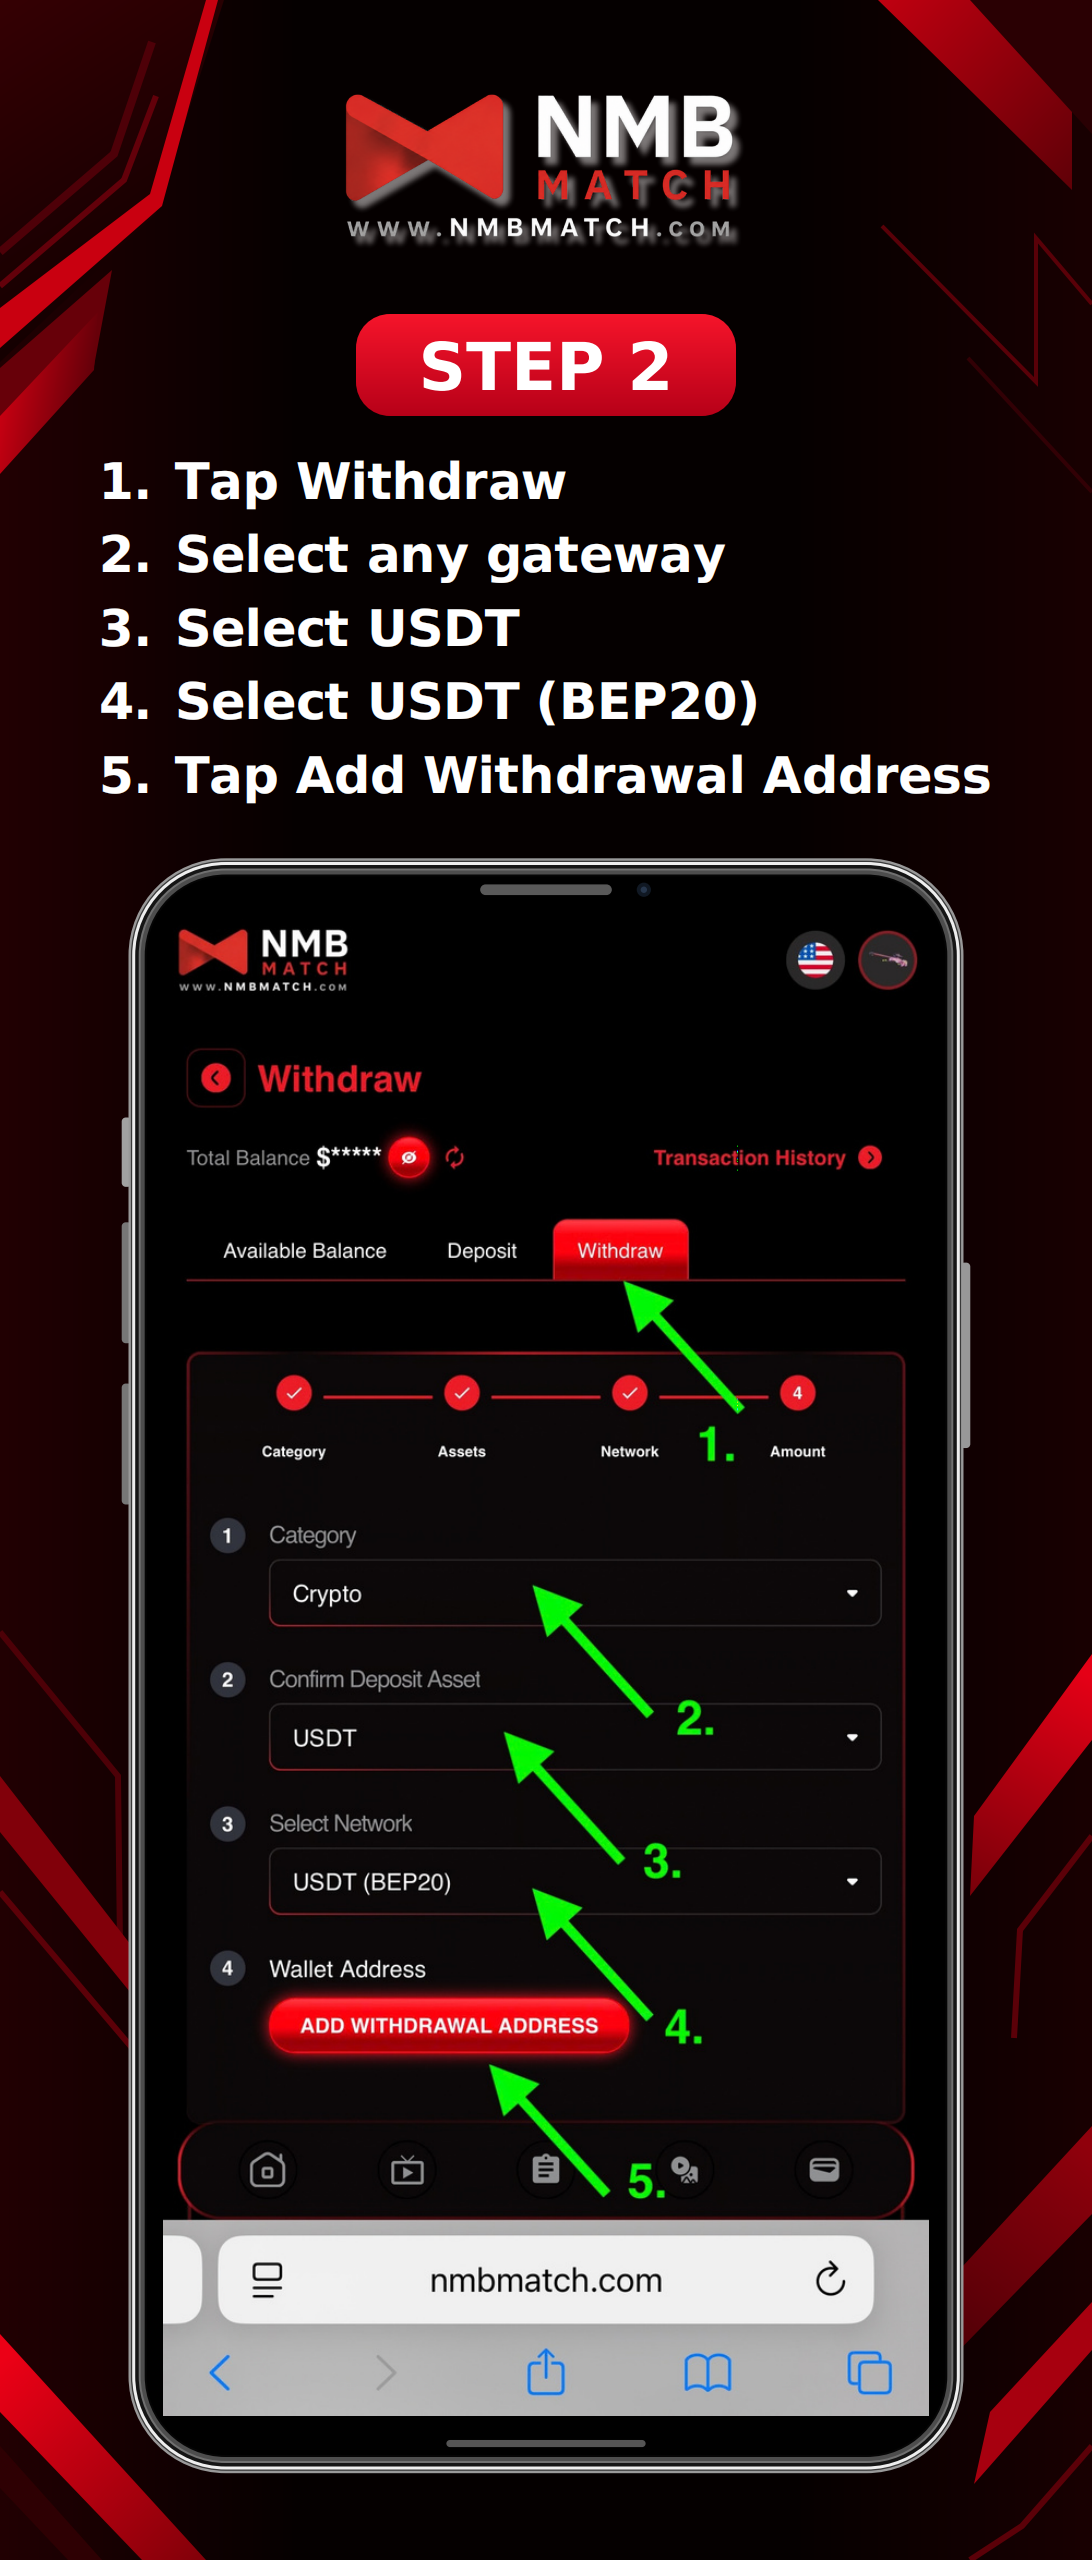 NMB
MATCH
WWW.NMBMATCH.COM
STEP 2
1. Tap Withdraw
2. Select any gateway
3. Select USDT
4. Select USDT (BEP20)
5. Tap Add Withdrawal Address
NMB
MATCH
WWW.NMBMATCH.COM
Withdraw
Total Balance $***** Transaction History
Available Balance Deposit Withdraw
4
Category Assets Network 1. Amount
1 Category
Crypto
2 Confirm Deposit Asset
2.
USDT
3 Select Network
3.
USDT (BEP20)
4 Wallet Address
ADD WITHDRAWAL ADDRESS 4.
5.
nmbmatch.com